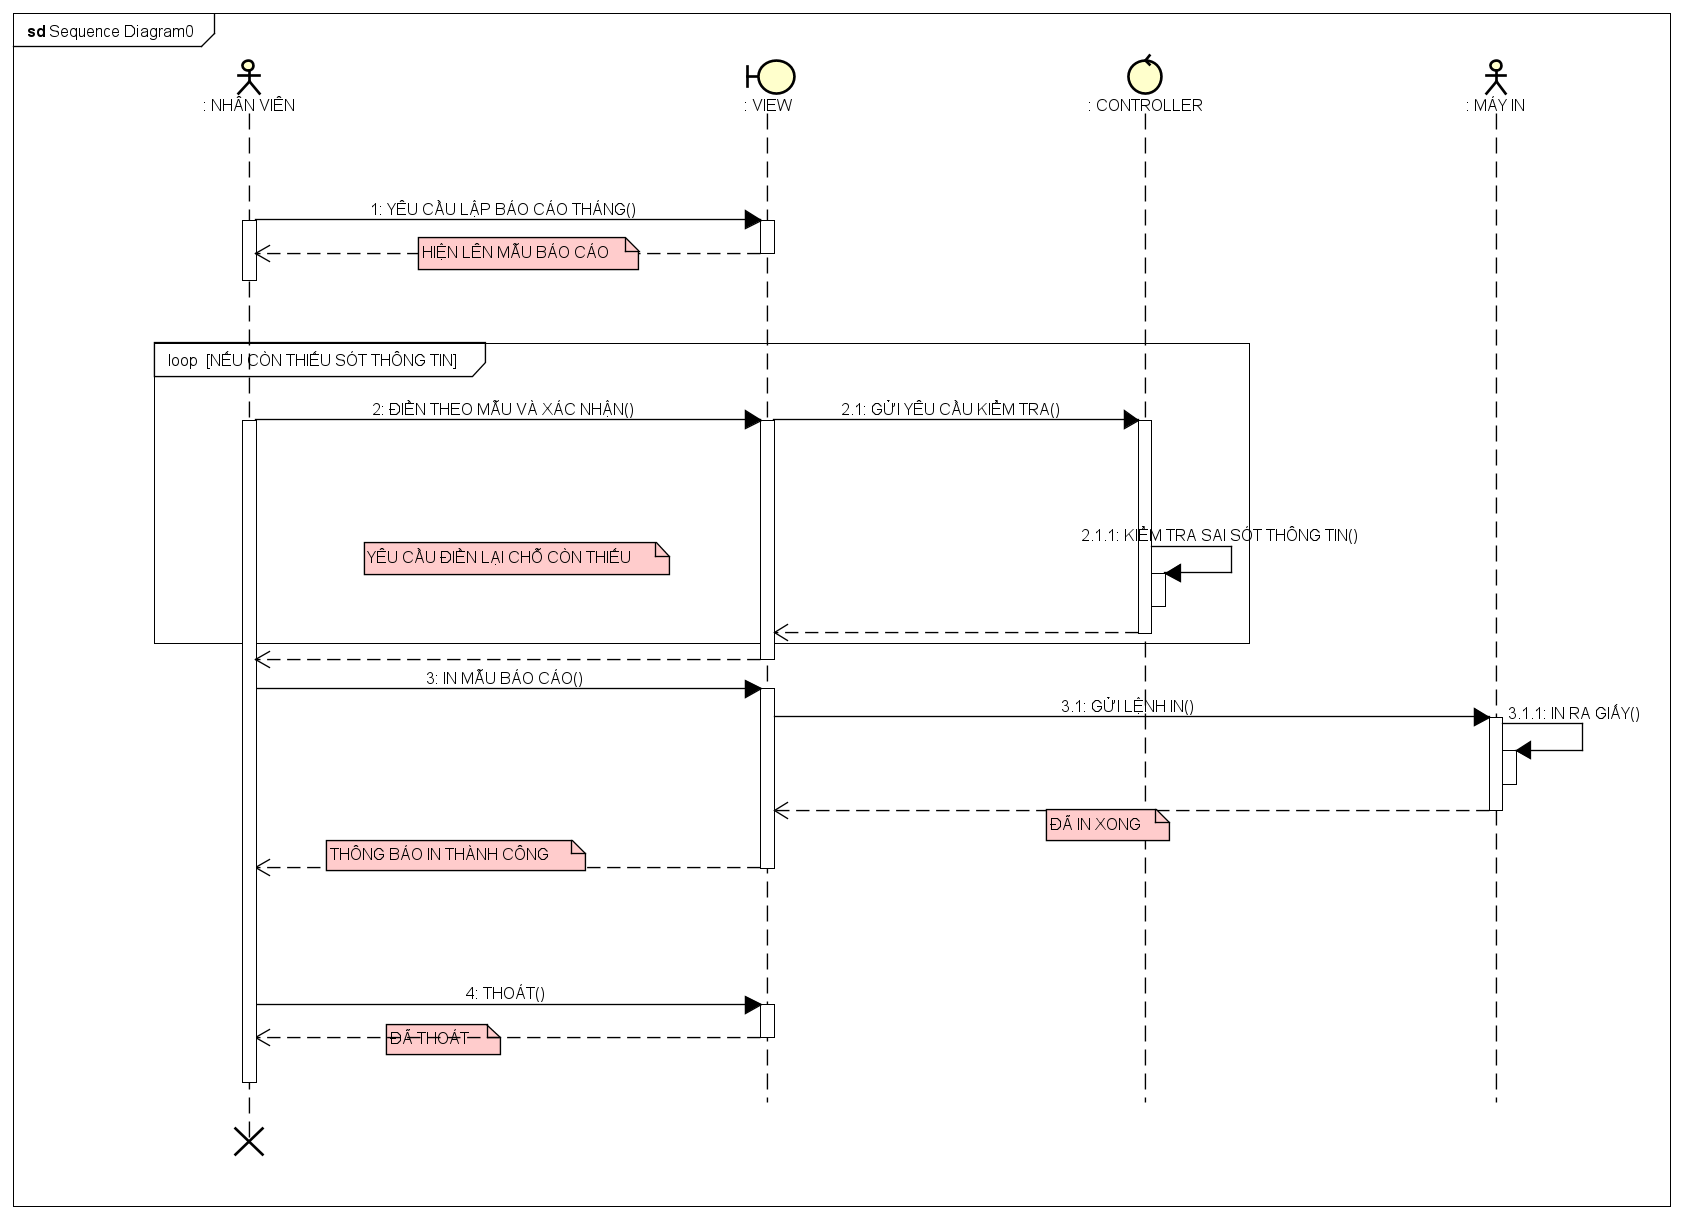 sd Sequence Diagram0
: NHÂN VIÊN
: VIEW
: CONTROLLER
: MÁY IN
1: YÊU CẦU LẬP BÁO CÁO THÁNG()
HIỆN LÊN MẪU BÁO CÁO
loop [NẾU CÒN THIẾU SÓT THÔNG TIN]
2: ĐIỀN THEO MẪU VÀ XÁC NHẬN()
2.1: GỬI YÊU CẦU KIỂM TRA()
2.1.1: KIỂM TRA SAI SÓT THÔNG TIN()
YÊU CẦU ĐIỀN LẠI CHỖ CÒN THIẾU
3: IN MẪU BÁO CÁO()
3.1: GỬI LỆNH IN()
3.1.1: IN RA GIẤY()
ĐÃ IN XONG
THÔNG BÁO IN THÀNH CÔNG
4: THOÁT()
ĐÃ THOÁT